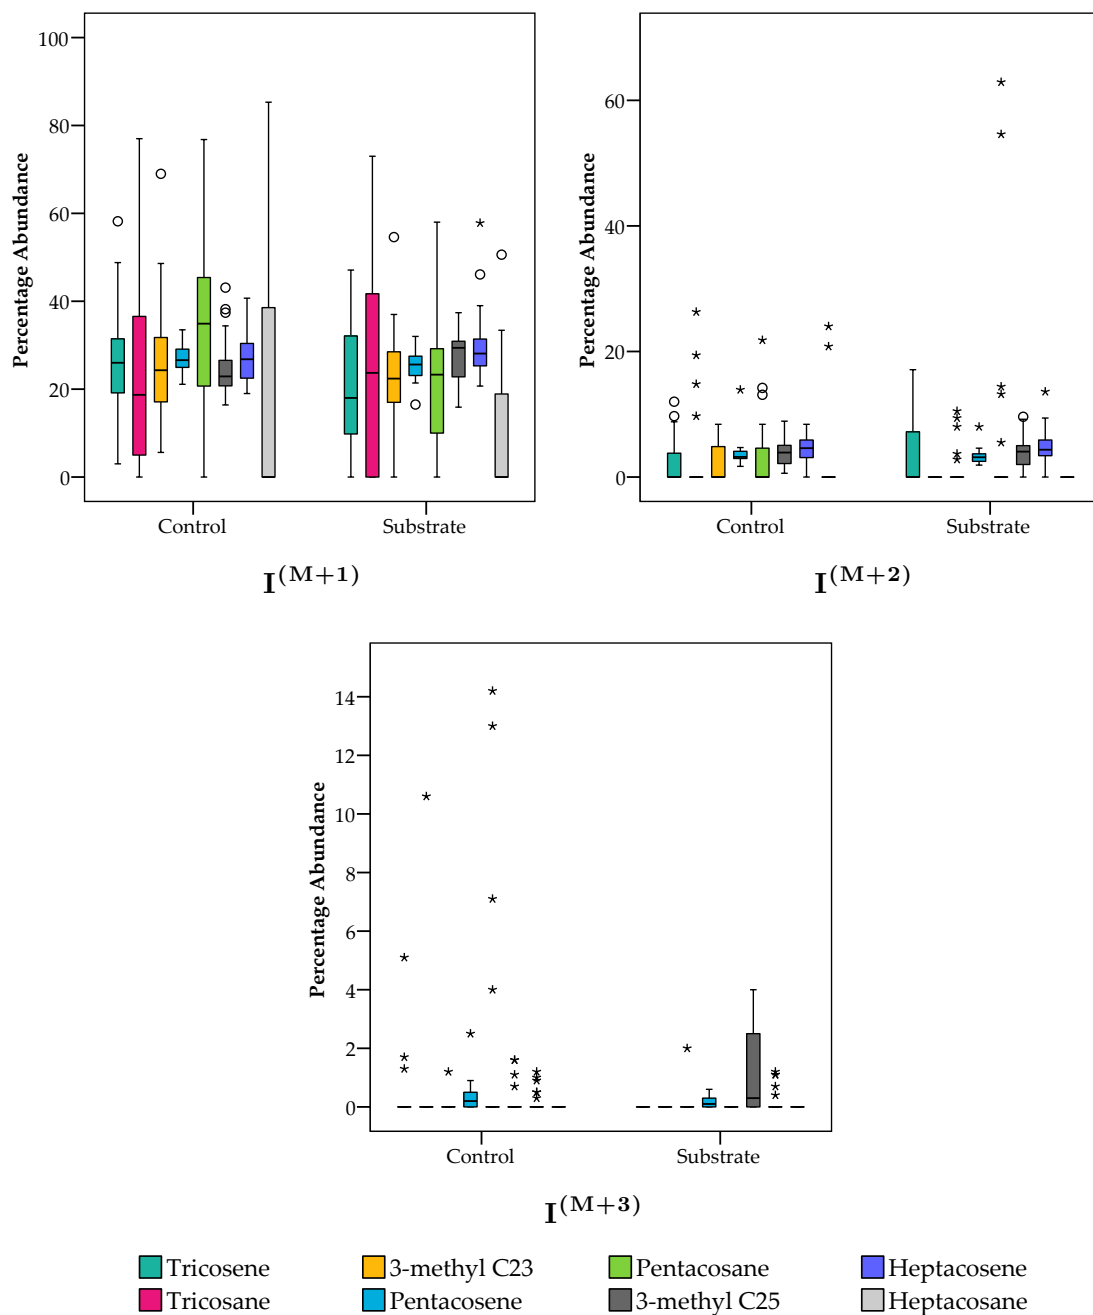 100
80
60
40
20
0
Percentage Abundance
Control Substrate
I^(M+1)
60
40
20
0
Percentage Abundance
Control Substrate
I^(M+2)
14
12
10
8
6
4
2
0
Percentage Abundance
Control Substrate
I^(M+3)
Tricosene 3-methyl C23 Pentacosane Heptacosene
Tricosane Pentacosene 3-methyl C25 Heptacosane